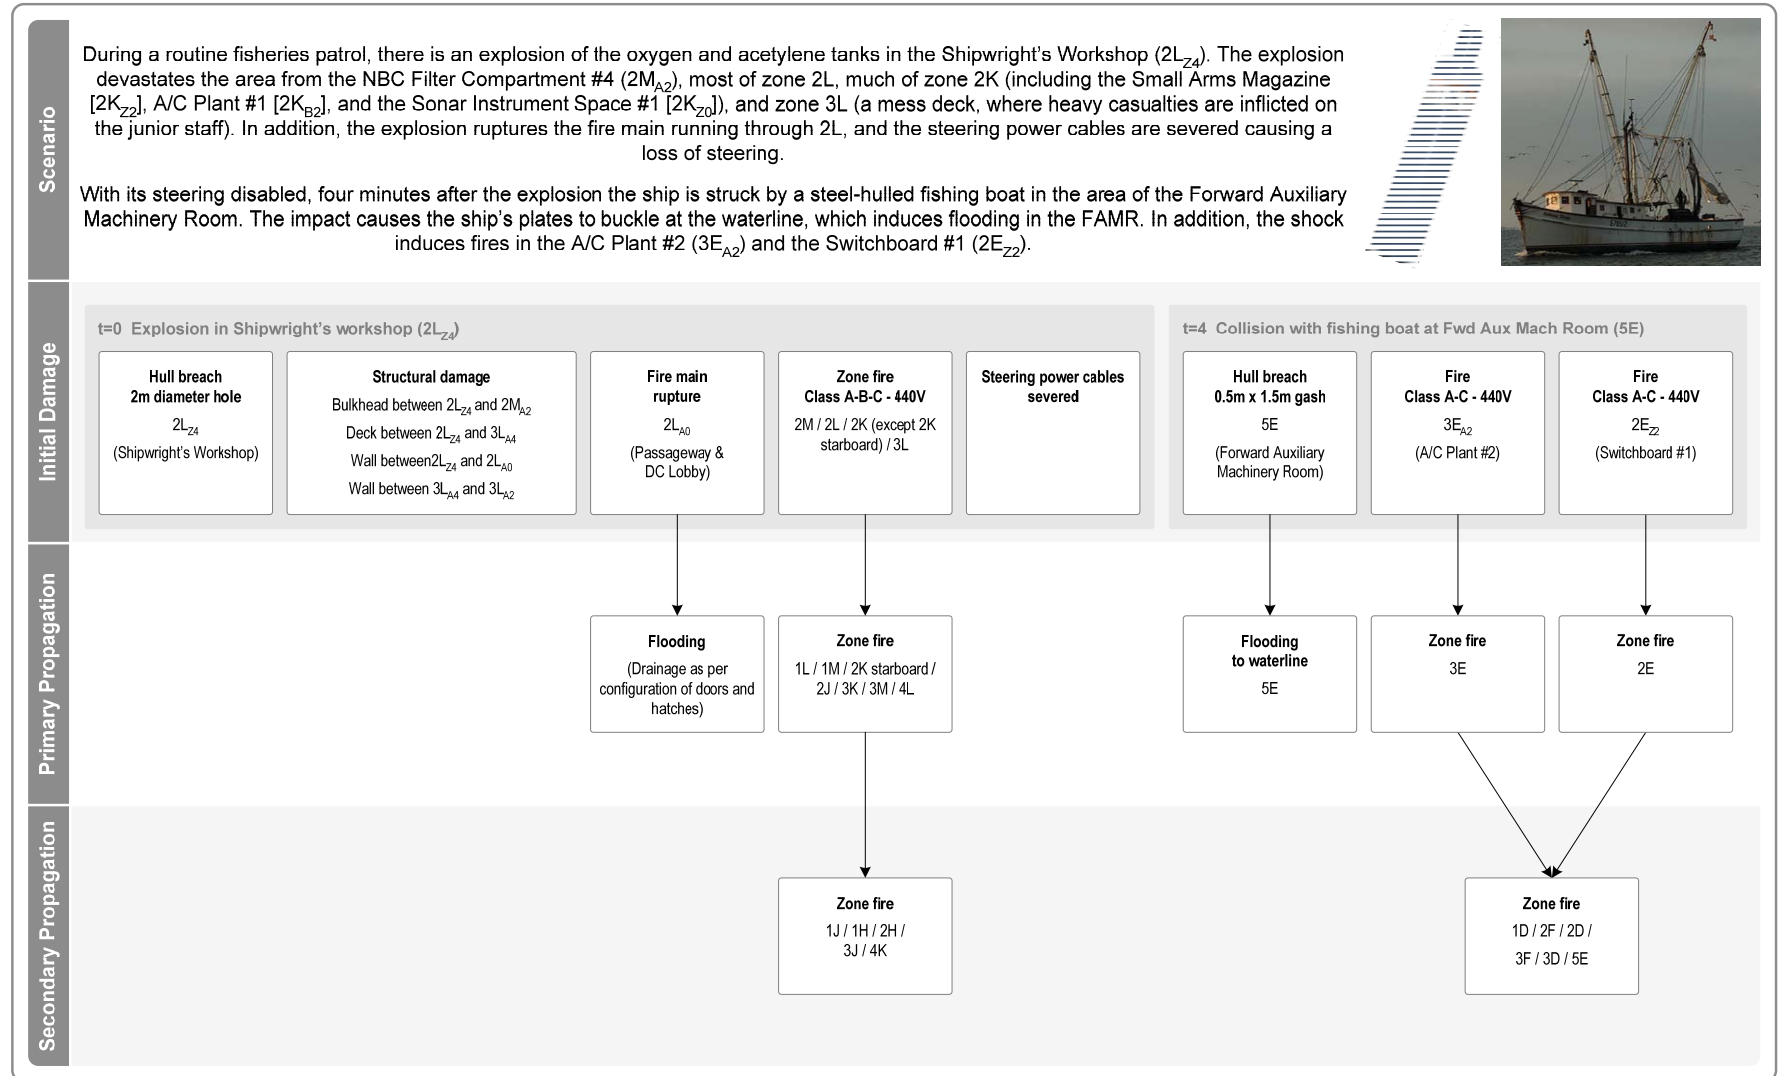 Scenario
During a routine fisheries patrol, there is an explosion of the oxygen and acetylene tanks in the Shipwright's Workshop (2LZ4). The explosion
devastates the area from the NBC Filter Compartment #4 (2MA2), most of zone 2L, much of zone 2K (including the Small Arms Magazine
[2KZ2], A/C Plant #1 [2KB2], and the Sonar Instrument Space #1 [2KZ0]), and zone 3L (a mess deck, where heavy casualties are inflicted on
the junior staff). In addition, the explosion ruptures the fire main running through 2L, and the steering power cables are severed causing a
loss of steering.
With its steering disabled, four minutes after the explosion the ship is struck by a steel-hulled fishing boat in the area of the Forward Auxiliary
Machinery Room. The impact causes the ship's plates to buckle at the waterline, which induces flooding in the FAMR. In addition, the shock
induces fires in the A/C Plant #2 (3EA2) and the Switchboard #1 (2EZ2).
Initial Damage
t=0 Explosion in Shipwright's workshop (2LZ4)
Hull breach
2m diameter hole
2LZ4
(Shipwright's Workshop)
Structural damage
Bulkhead between 2LZ4 and 2MA2
Deck between 2LZ4 and 3LA4
Wall between2LZ4 and 2LA0
Wall between 3LA4 and 3LA2
Fire main
rupture
2LA0
(Passageway &
DC Lobby)
Zone fire
Class A-B-C - 440V
2M / 2L / 2K (except 2K
starboard) / 3L
Steering power cables
severed
t=4 Collision with fishing boat at Fwd Aux Mach Room (5E)
Hull breach
0.5m x 1.5m gash
5E
(Forward Auxiliary
Machinery Room)
Fire
Class A-C - 440V
3EA2
(A/C Plant #2)
Fire
Class A-C - 440V
2EZ2
(Switchboard #1)
Primary Propagation
Flooding
(Drainage as per
configuration of doors and
hatches)
Zone fire
1L / 1M / 2K starboard /
2J / 3K / 3M / 4L
Flooding
to waterline
5E
Zone fire
3E
Zone fire
2E
Secondary Propagation
Zone fire
1J / 1H / 2H /
3J / 4K
Zone fire
1D / 2F / 2D /
3F / 3D / 5E